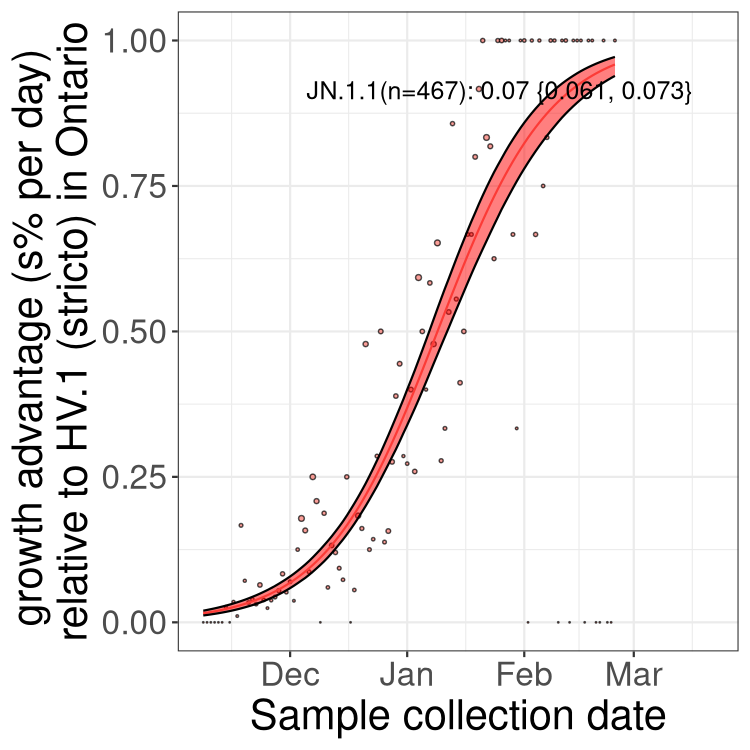 growth advantage (s% per day)
relative to HV.1 (stricto) in Ontario
1.00
0.75
0.50
0.25
0.00
JN.1.1(n=467): 0.07 {0.061, 0.073}
Dec Jan Feb Mar
Sample collection date